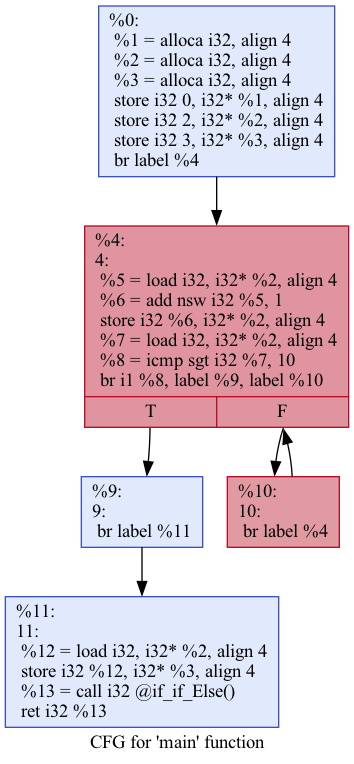 %0:
%1 = alloca i32, align 4
%2 = alloca i32, align 4
%3 = alloca i32, align 4
store i32 0, i32* %1, align 4
store i32 2, i32* %2, align 4
store i32 3, i32* %3, align 4
br label %4
%4:
4:
%5 = load i32, i32* %2, align 4
%6 = add nsw i32 %5, 1
store i32 %6, i32* %2, align 4
%7 = load i32, i32* %2, align 4
%8 = icmp sgt i32 %7, 10
br i1 %8, label %9, label %10
T
F
%9:
9:
br label %11
%10:
10:
br label %4
%11:
11:
%12 = load i32, i32* %2, align 4
store i32 %12, i32* %3, align 4
%13 = call i32 @if_if_Else()
ret i32 %13
CFG for 'main' function